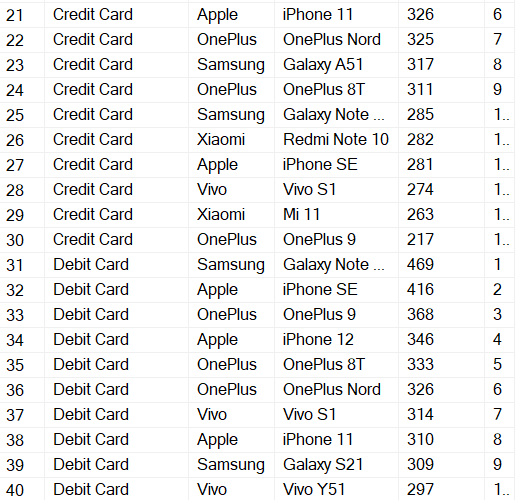 21 Credit Card Apple iPhone 11 326 6
22 Credit Card OnePlus OnePlus Nord 325 7
23 Credit Card Samsung Galaxy A51 317 8
24 Credit Card OnePlus OnePlus 8T 311 9
25 Credit Card Samsung Galaxy Note ... 285 1..
26 Credit Card Xiaomi Redmi Note 10 282 1..
27 Credit Card Apple iPhone SE 281 1..
28 Credit Card Vivo Vivo S1 274 1..
29 Credit Card Xiaomi Mi 11 263 1..
30 Credit Card OnePlus OnePlus 9 217 1..
31 Debit Card Samsung Galaxy Note ... 469 1
32 Debit Card Apple iPhone SE 416 2
33 Debit Card OnePlus OnePlus 9 368 3
34 Debit Card Apple iPhone 12 346 4
35 Debit Card OnePlus OnePlus 8T 333 5
36 Debit Card OnePlus OnePlus Nord 326 6
37 Debit Card Vivo Vivo S1 314 7
38 Debit Card Apple iPhone 11 310 8
39 Debit Card Samsung Galaxy S21 309 9
40 Debit Card Vivo Vivo Y51 297 1..